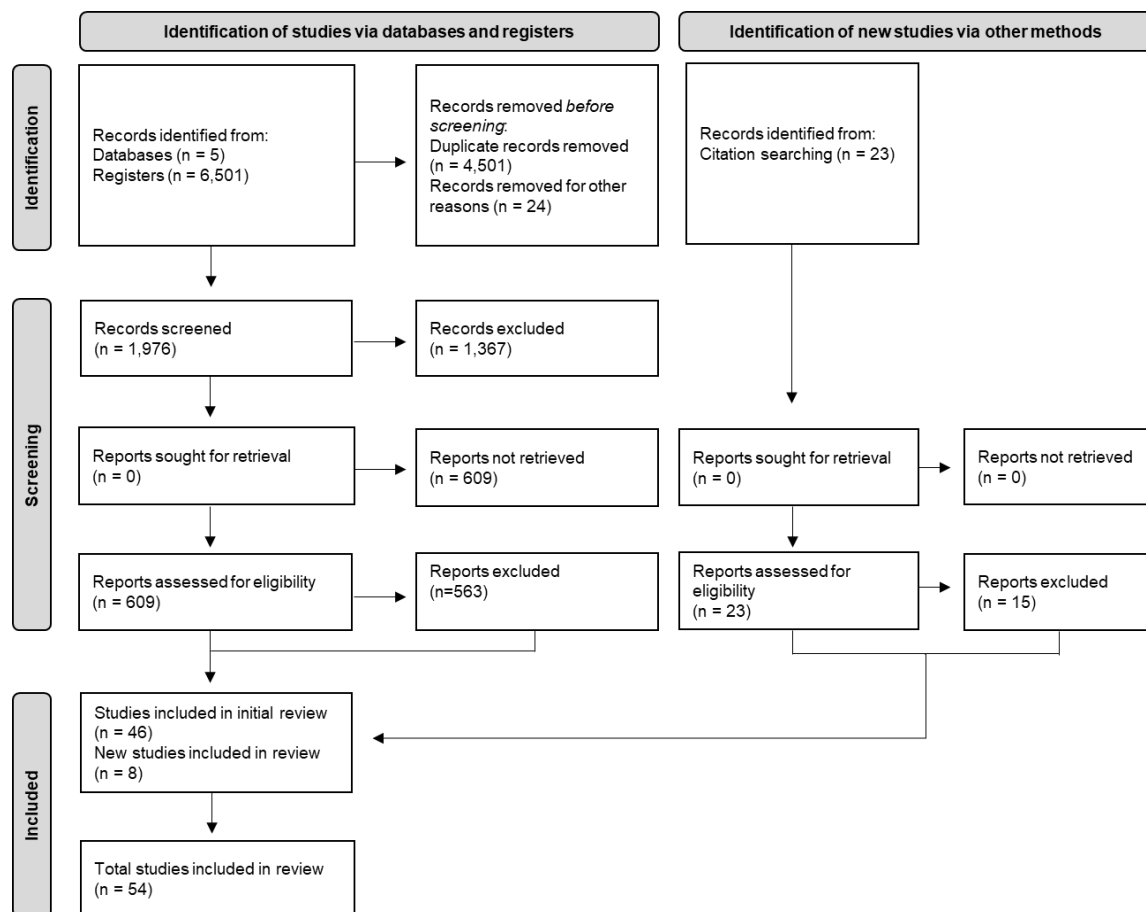 Identification of studies via databases and registers
Identification of new studies via other methods
Identification
Records identified from:
Databases (n = 5)
Registers (n = 6,501)
Records removed before
screening:
Duplicate records removed
(n = 4,501)
Records removed for other
reasons (n = 24)
Records identified from:
Citation searching (n = 23)
Screening
Records screened
(n = 1,976)
Records excluded
(n = 1,367)
Reports sought for retrieval
(n = 0)
Reports not retrieved
(n = 609)
Reports sought for retrieval
(n = 0)
Reports not retrieved
(n = 0)
Reports assessed for eligibility
(n = 609)
Reports excluded
(n=563)
Reports assessed for
eligibility
(n = 23)
Reports excluded
(n = 15)
Included
Studies included in initial review
(n = 46)
New studies included in review
(n = 8)
Total studies included in review
(n = 54)